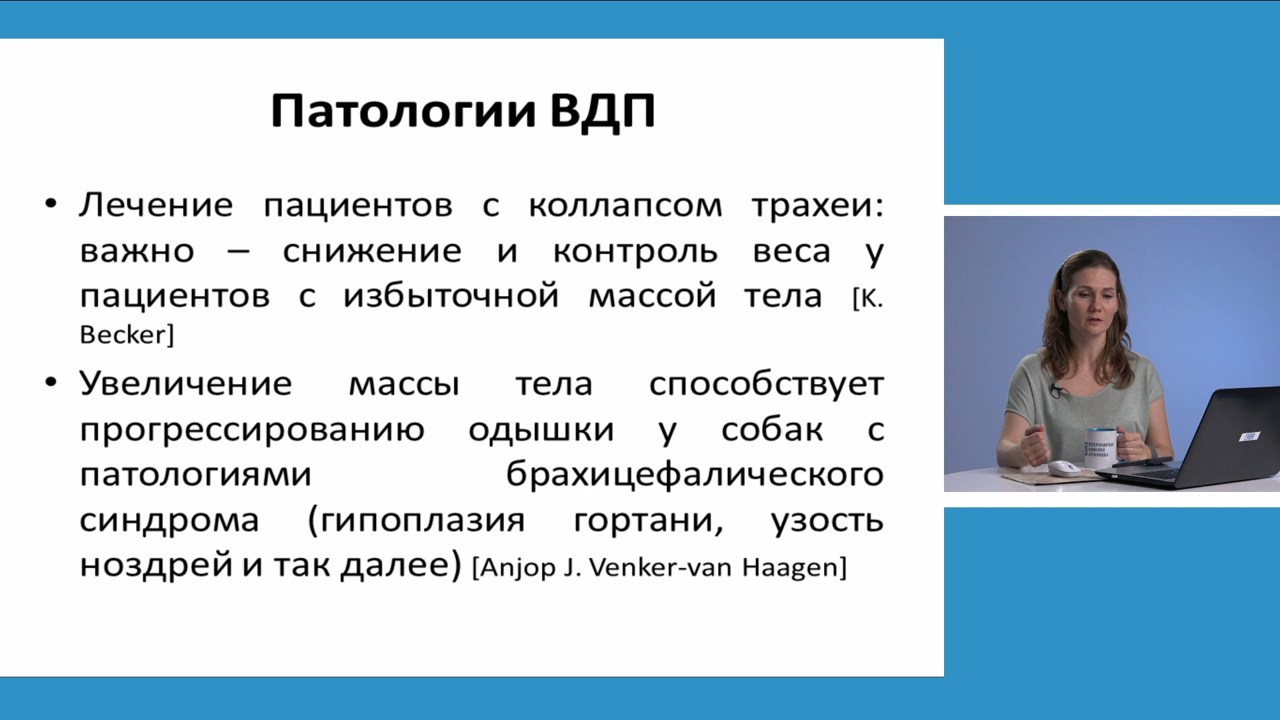 Патологии ВДП
• Лечение пациентов с коллапсом трахеи:
важно – снижение и контроль веса у
пациентов с избыточной массой тела [K.
Becker]
• Увеличение массы тела способствует
прогрессированию одышки у собак с
патологиями брахицефалического
синдрома (гипоплазия гортани, узость
ноздрей и так далее) [Anjop J. Venker-van Haagen]